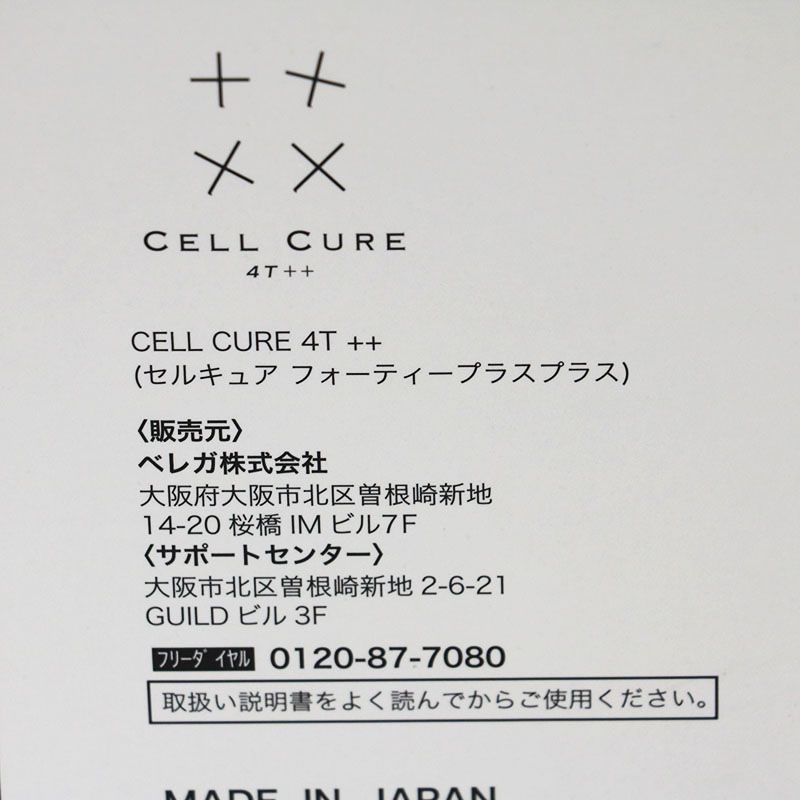 CELL CURE
4T++
CELL CURE 4T ++
(セルキュア フォーティープラスプラス)
〈販売元〉
ベレガ株式会社
大阪府大阪市北区曽根崎新地
14-20 桜橋 IM ビル7F
〈サポートセンター〉
大阪市北区曽根崎新地 2-6-21
GUILD ビル 3F
フリーダイヤル 0120-87-7080
取扱い説明書をよく読んでからご使用ください。
MADE IN JAPAN